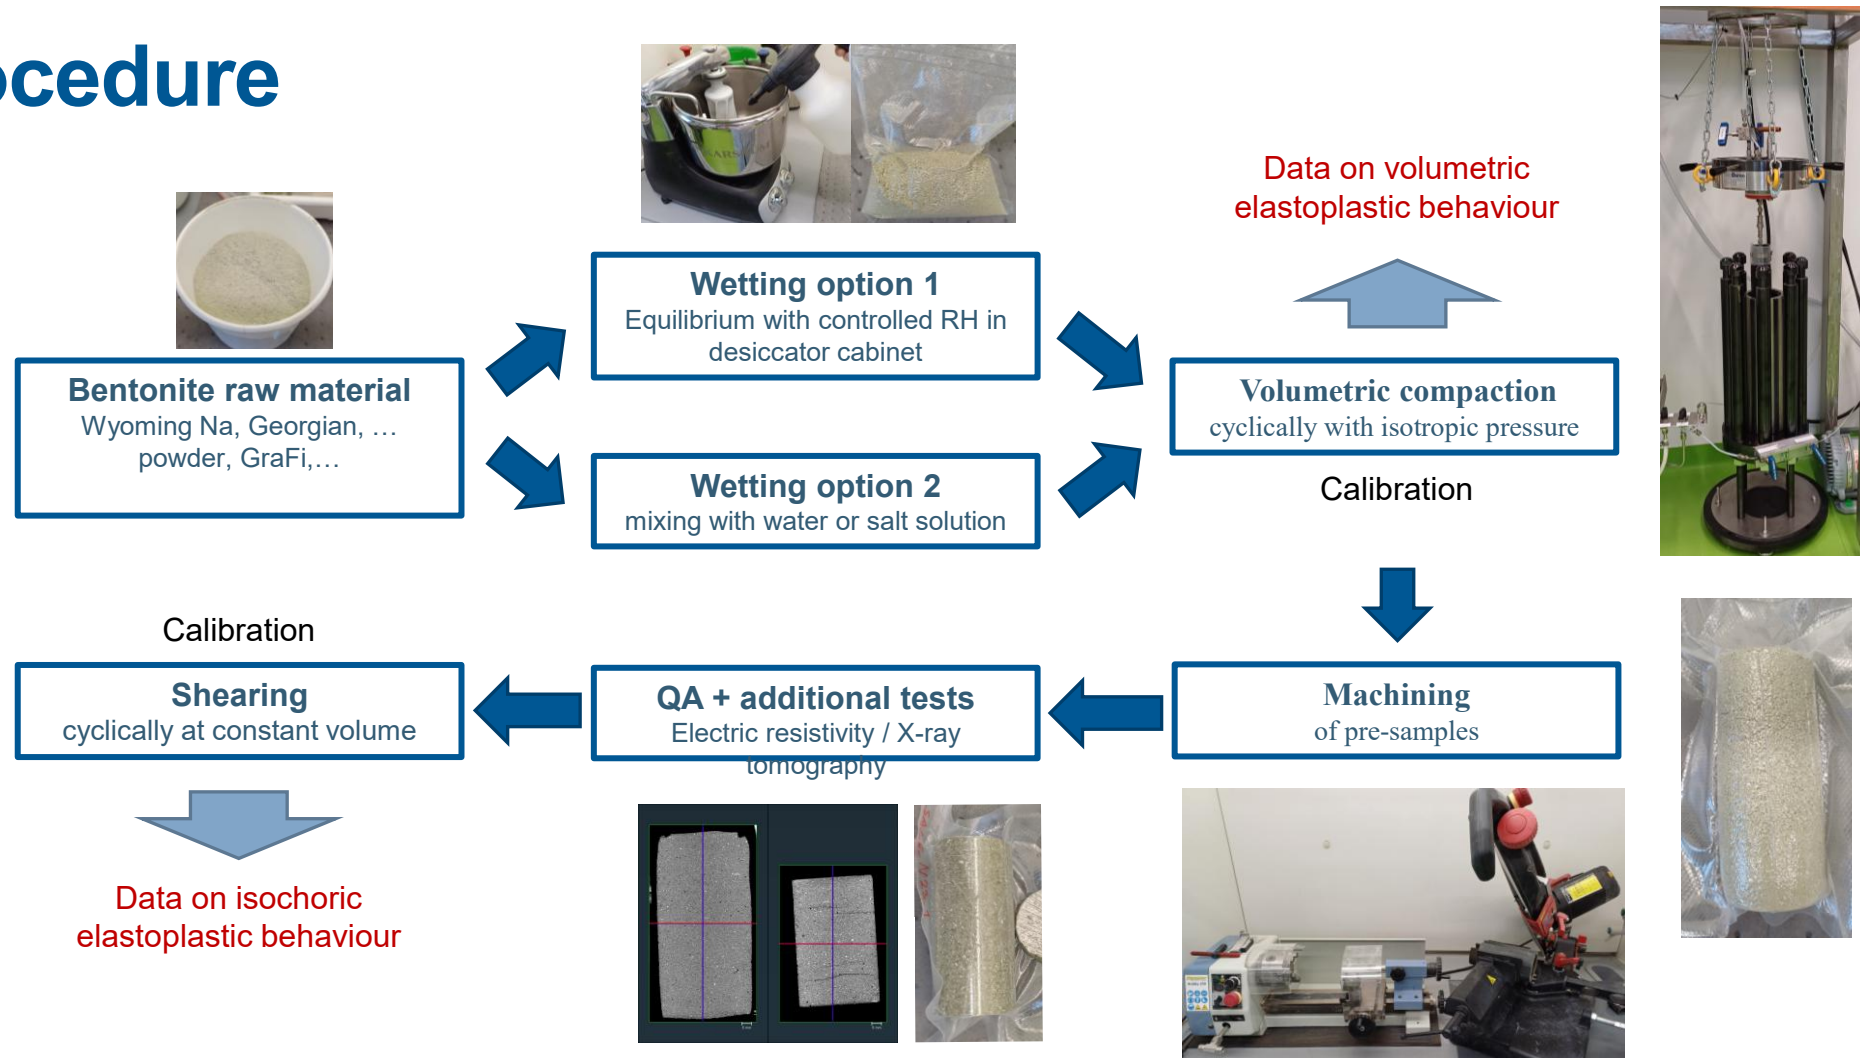 ocedure
Data on volumetric
elastoplastic behaviour
Wetting option 1
Equilibrium with controlled RH in
desiccator cabinet
Bentonite raw material
Wyoming Na, Georgian, …
powder, GraFi,…
Volumetric compaction
cyclically with isotropic pressure
Wetting option 2
mixing with water or salt solution
Calibration
Calibration
Shearing
cyclically at constant volume
QA + additional tests
Electric resistivity / X-ray
tomography
Machining
of pre-samples
Data on isochoric
elastoplastic behaviour